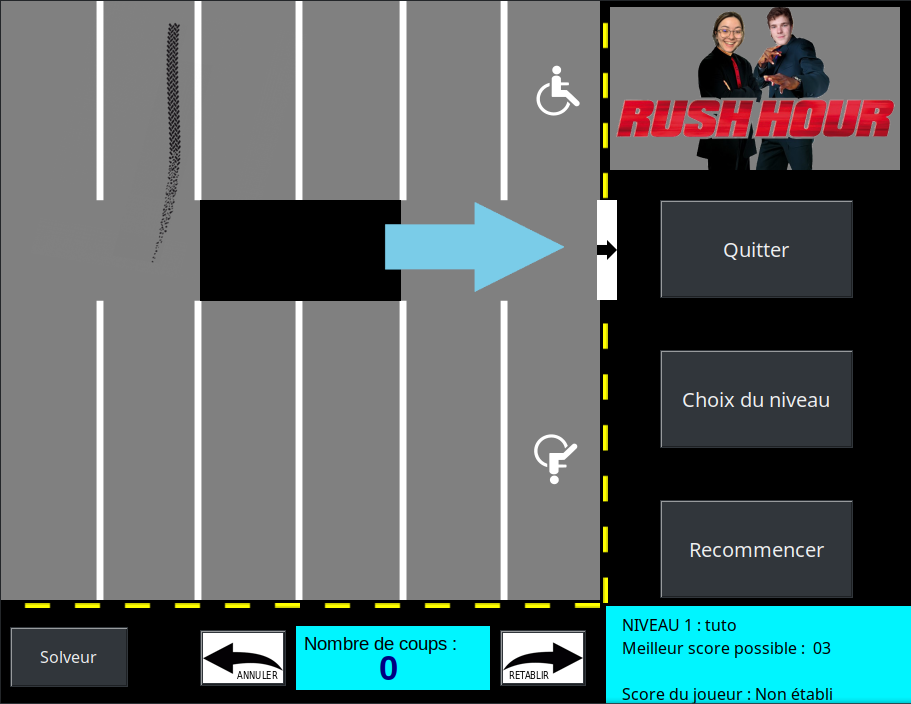 RUSH HOUR
Quitter
Choix du niveau
Recommencer
NIVEAU 1 : tuto
Meilleur score possible :  03
Score du joueur : Non établi
Solveur
ANNULER
Nombre de coups :
0
RETABLIR